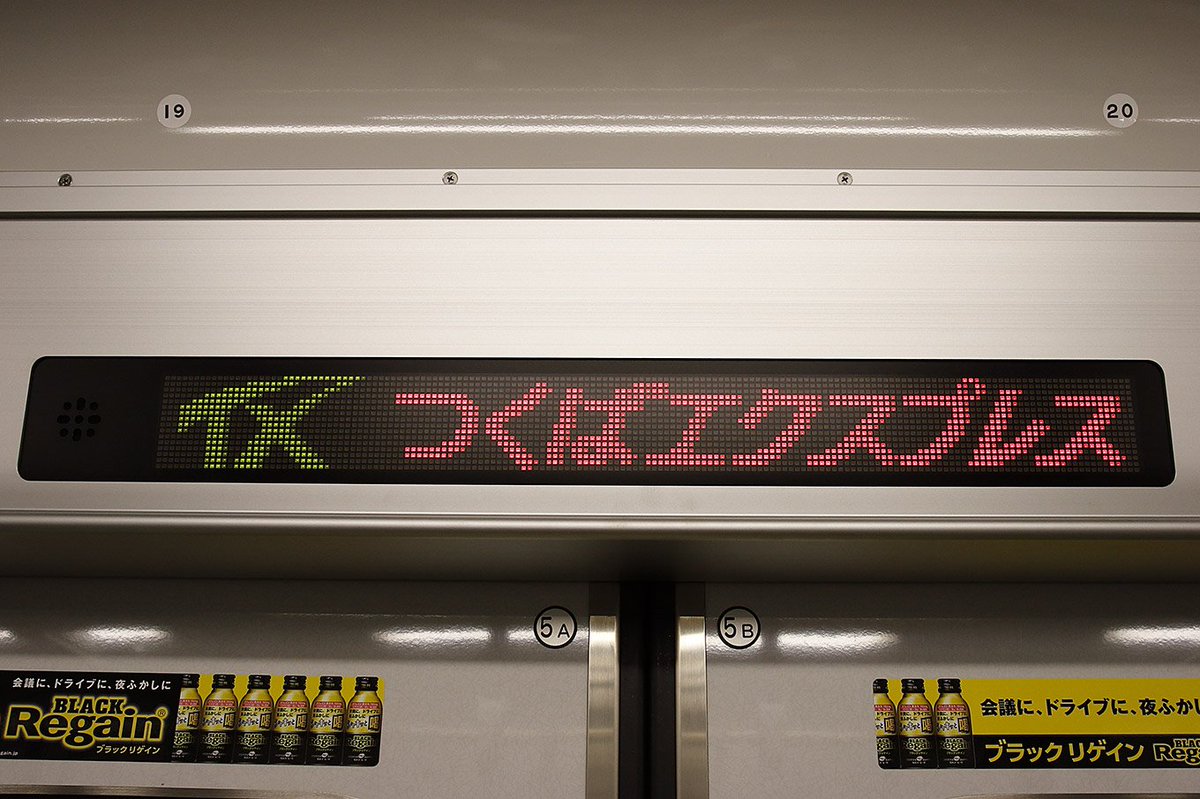 19
20
TX つくばエクスプレス
5A
5B
会議に、ドライブに、夜ふかしに
BLACK
Regain®
ブラックリゲイン
会議に、ドライブに、夜ふか
ブラックリゲイン